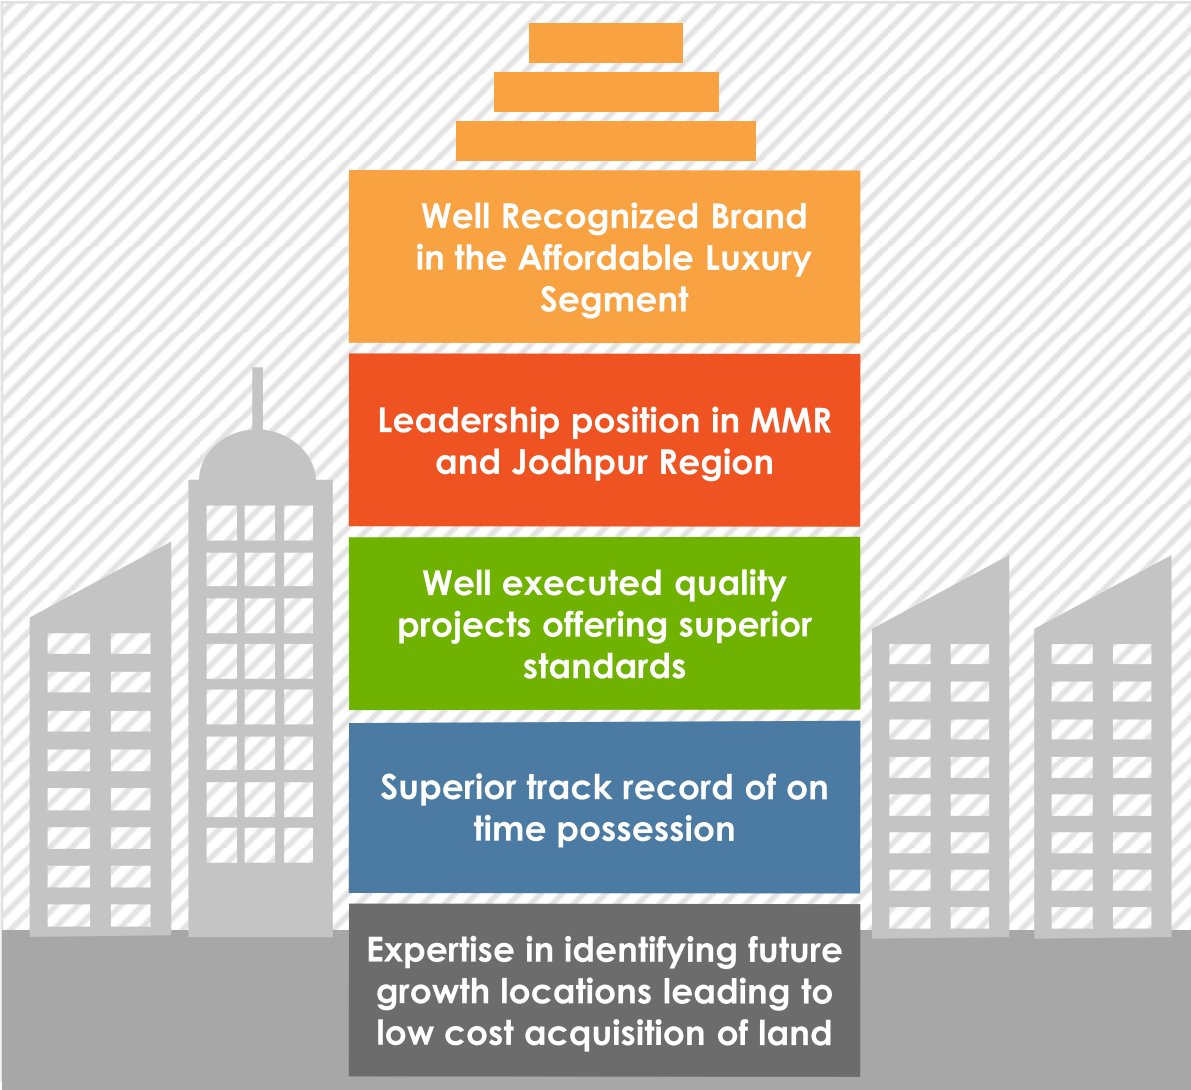 Well Recognized Brand
in the Affordable Luxury
Segment
Leadership position in MMR
and Jodhpur Region
Well executed quality
projects offering superior
standards
Superior track record of on
time possession
Expertise in identifying future
growth locations leading to
low cost acquisition of land